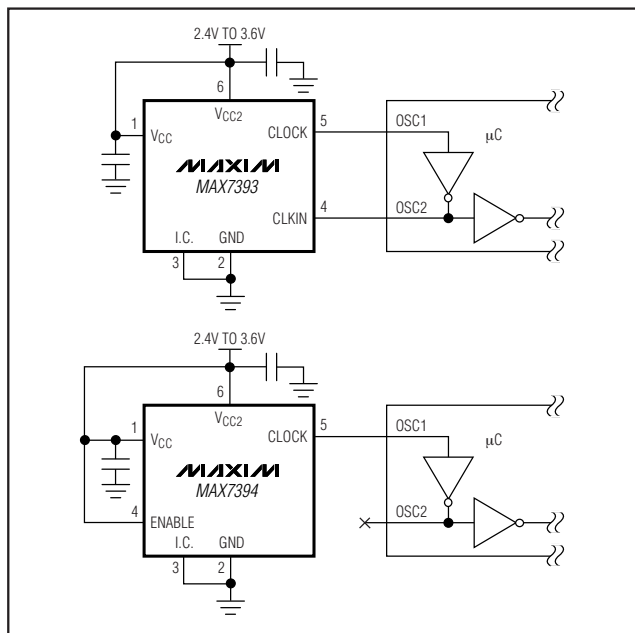 2.4V TO 3.6V
6
1
VCC
VCC2
CLOCK
5
OSC1
µC
MAXIM
MAX7393
CLKIN
4
OSC2
I.C.
GND
3
2
2.4V TO 3.6V
6
1
VCC
VCC2
CLOCK
5
OSC1
µC
MAXIM
MAX7394
4
ENABLE
OSC2
I.C.
GND
3
2